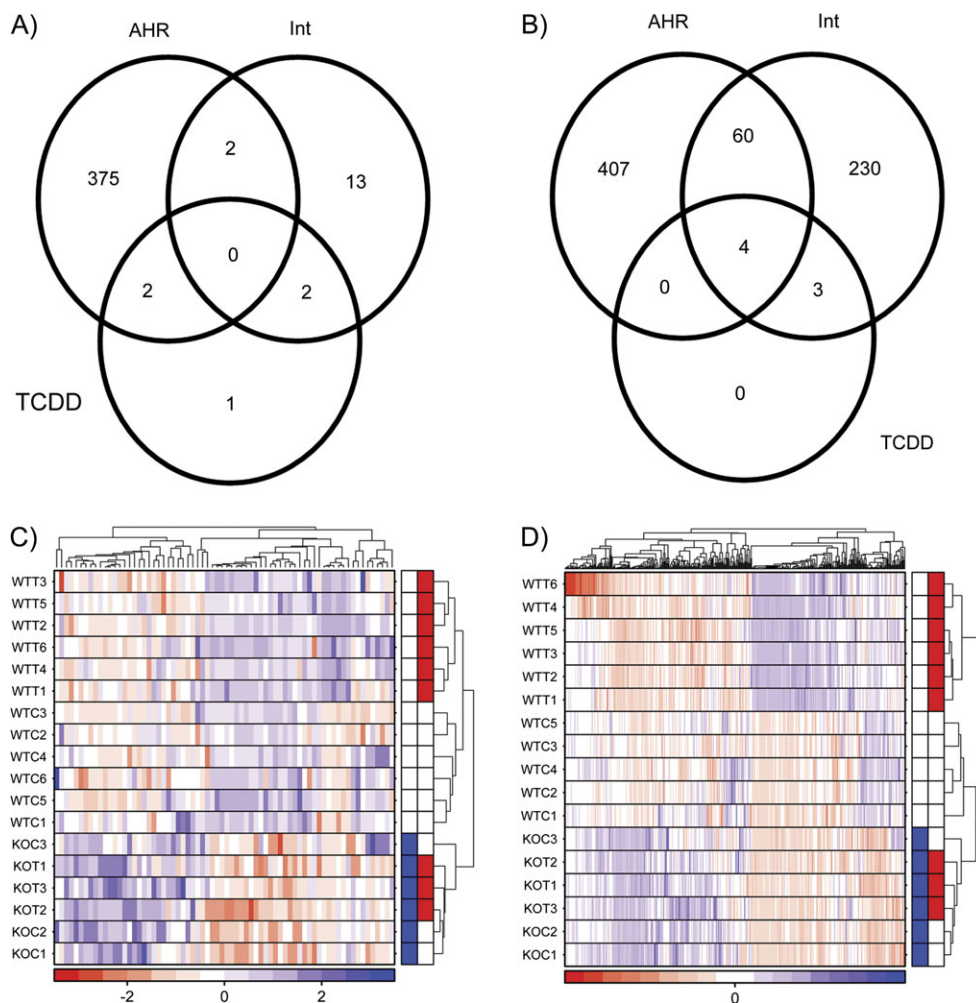 A)
AHR
Int
375
2
13
0
2
2
1
TCDD
B)
AHR
Int
407
60
230
4
0
3
0
TCDD
C)
WTT3
WTT5
WTT2
WTT6
WTT4
WTT1
WTC3
WTC2
WTC4
WTC6
WTC5
WTC1
KOC3
KOT1
KOT3
KOT2
KOC2
KOC1
-2
0
2
D)
WTT6
WTT4
WTT5
WTT3
WTT2
WTT1
WTC5
WTC3
WTC4
WTC2
WTC1
KOC3
KOT2
KOT1
KOT3
KOC2
KOC1
0